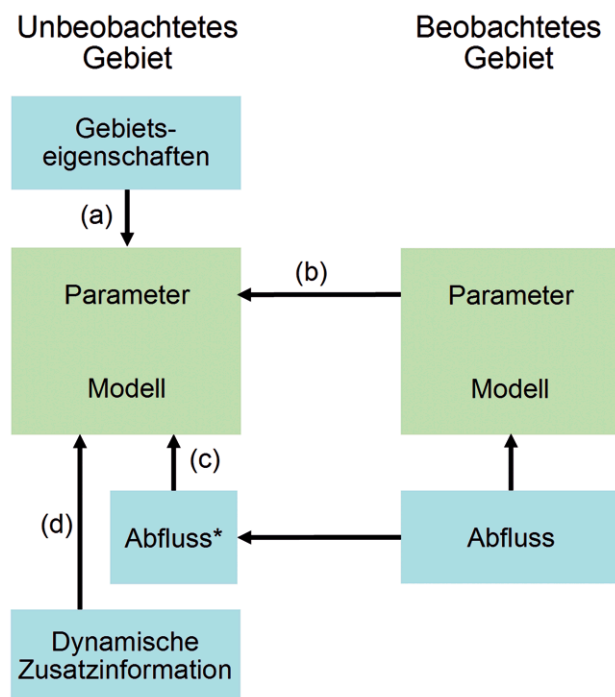 Unbeobachtetes
Gebiet
Beobachtetes
Gebiet
Gebiets-
eigenschaften
(a)
(b)
Parameter
Modell
Parameter
Modell
(c)
(d)
Abfluss*
Abfluss
Dynamische
Zusatzinformation